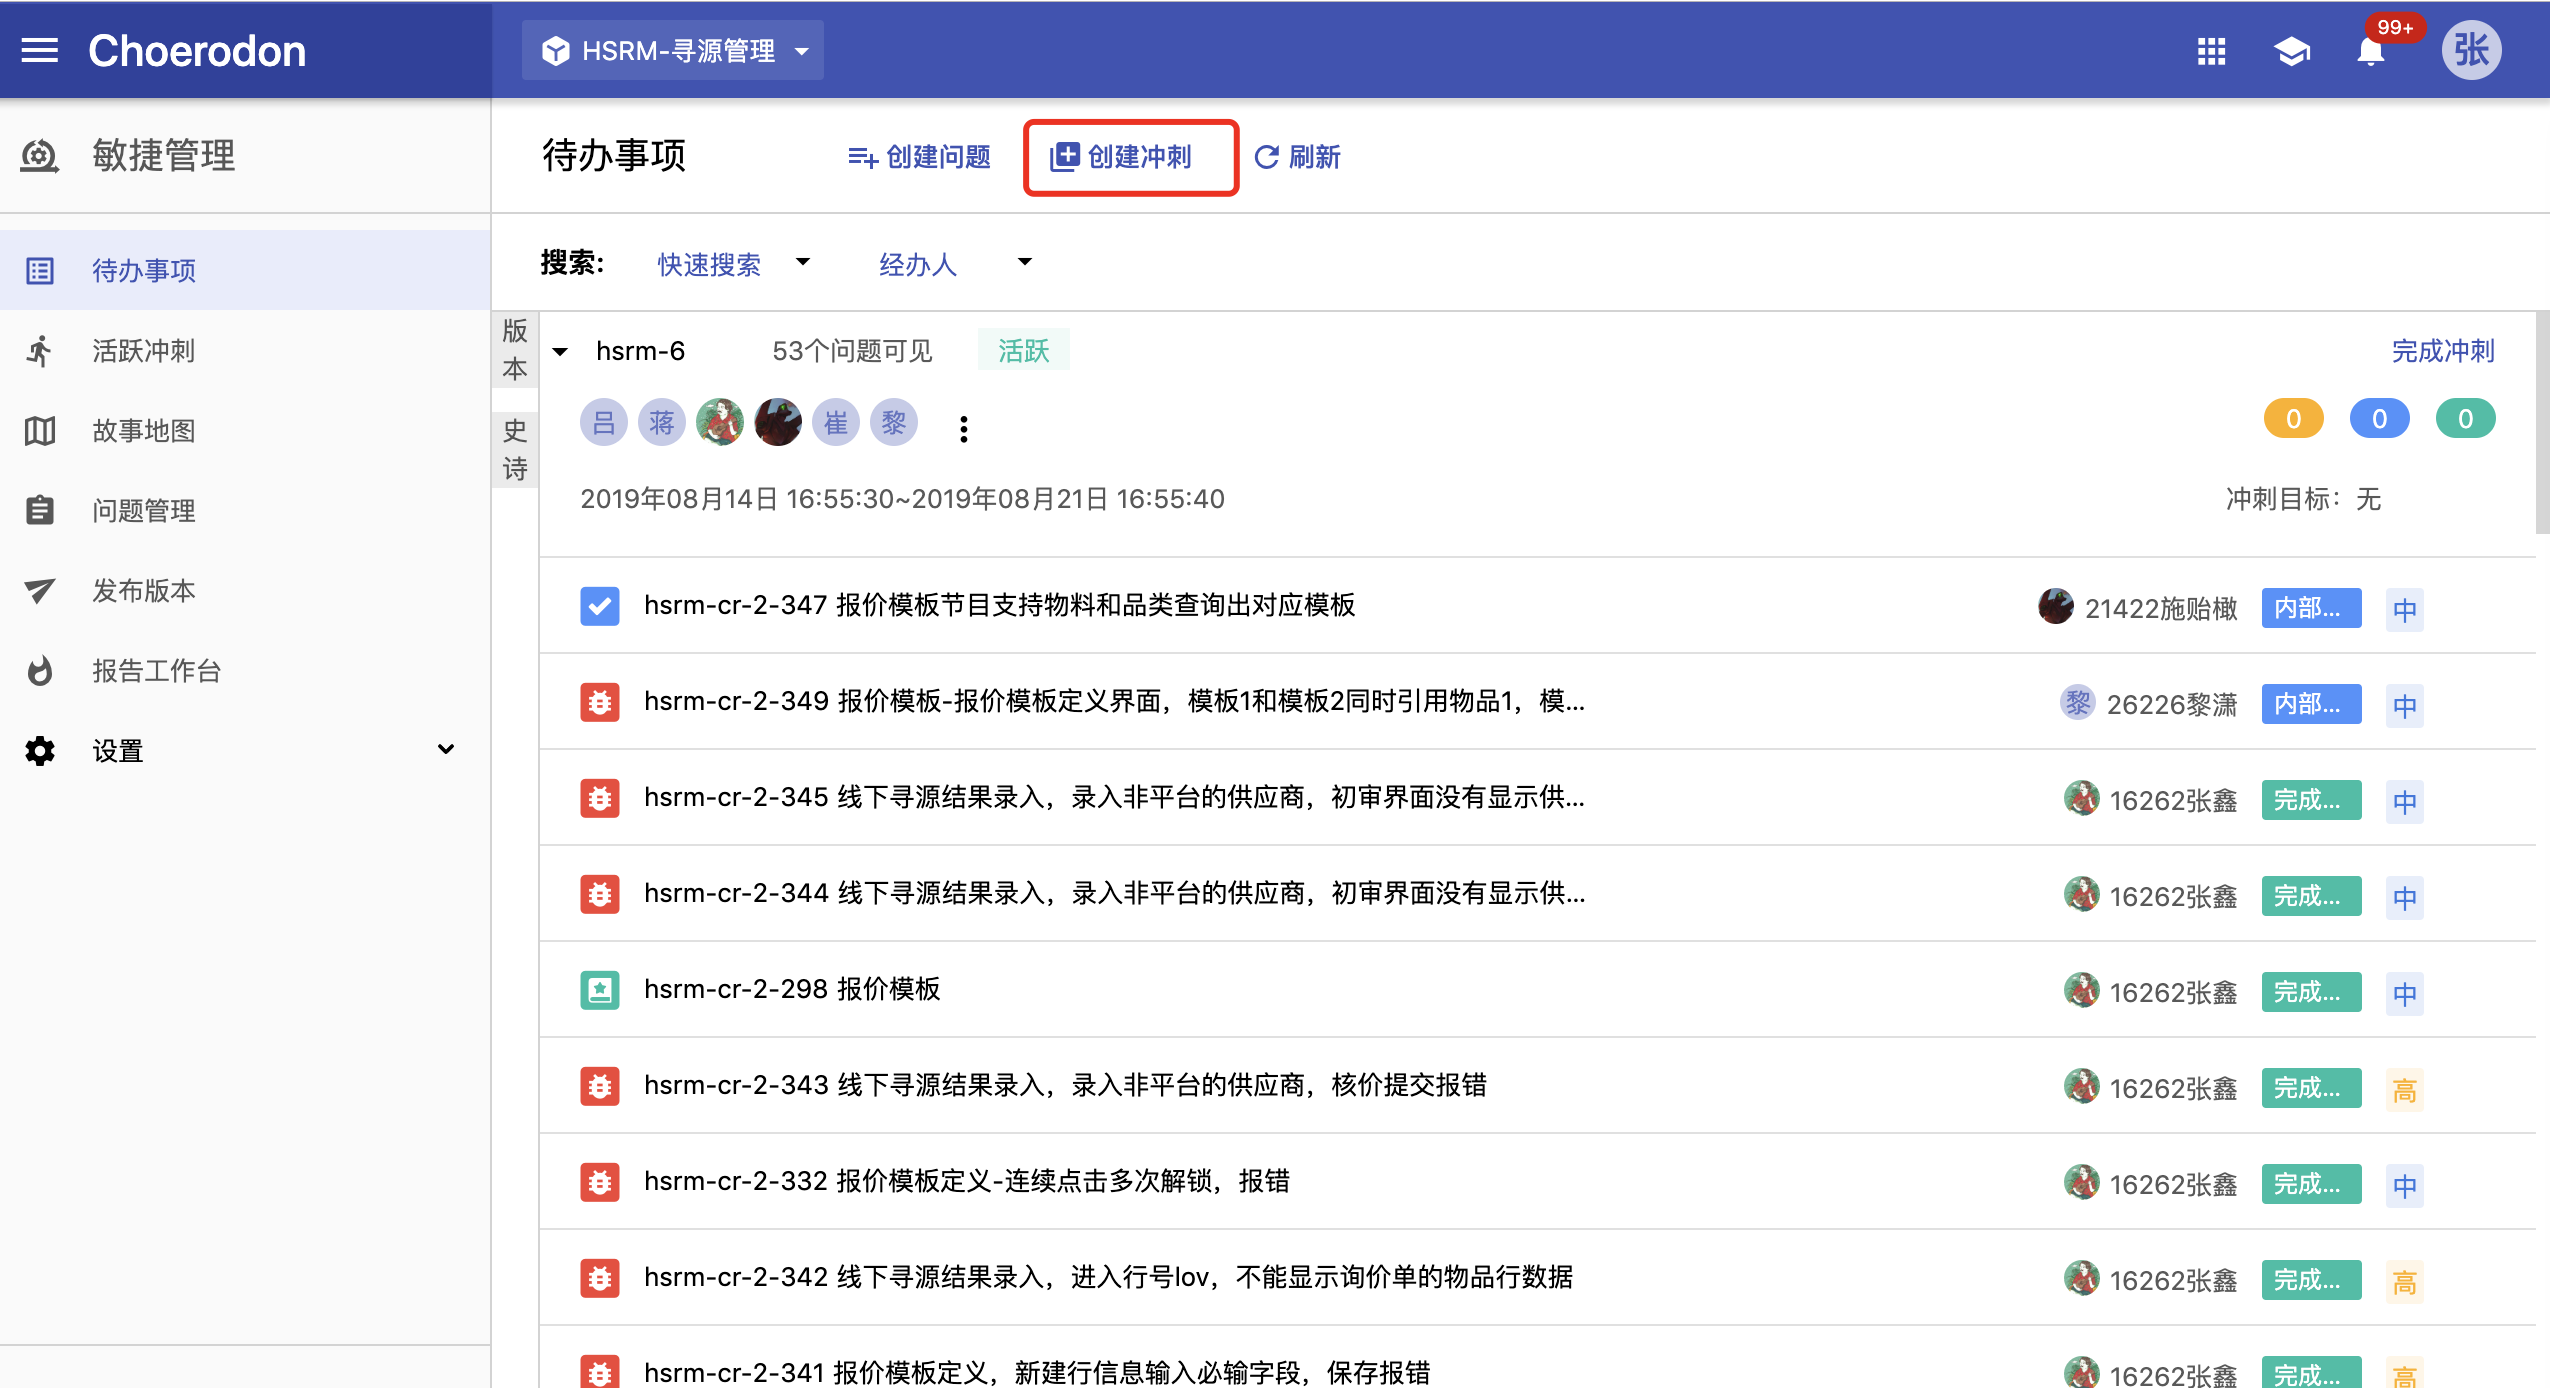 Choerodon
HSRM-寻源管理
99+
张
敏捷管理
待办事项
活跃冲刺
故事地图
问题管理
发布版本
报告工作台
设置
待办事项
创建问题
创建冲刺
刷新
搜索:
快速搜索
经办人
版本
史诗
hsrm-6
53个问题可见
活跃
完成冲刺
吕
蒋
崔
黎
0
0
0
2019年08月14日 16:55:30~2019年08月21日 16:55:40
冲刺目标：无
hsrm-cr-2-347 报价模板节目支持物料和品类查询出对应模板
21422施贻橄
内部...
中
hsrm-cr-2-349 报价模板-报价模板定义界面，模板1和模板2同时引用物品1，模...
黎
26226黎潇
内部...
中
hsrm-cr-2-345 线下寻源结果录入，录入非平台的供应商，初审界面没有显示供...
16262张鑫
完成...
中
hsrm-cr-2-344 线下寻源结果录入，录入非平台的供应商，初审界面没有显示供...
16262张鑫
完成...
中
hsrm-cr-2-298 报价模板
16262张鑫
完成...
中
hsrm-cr-2-343 线下寻源结果录入，录入非平台的供应商，核价提交报错
16262张鑫
完成...
高
hsrm-cr-2-332 报价模板定义-连续点击多次解锁，报错
16262张鑫
完成...
中
hsrm-cr-2-342 线下寻源结果录入，进入行号lov，不能显示询价单的物品行数据
16262张鑫
完成...
高
hsrm-cr-2-341 报价模板定义，新建行信息输入必输字段，保存报错
16262张鑫
完成...
高